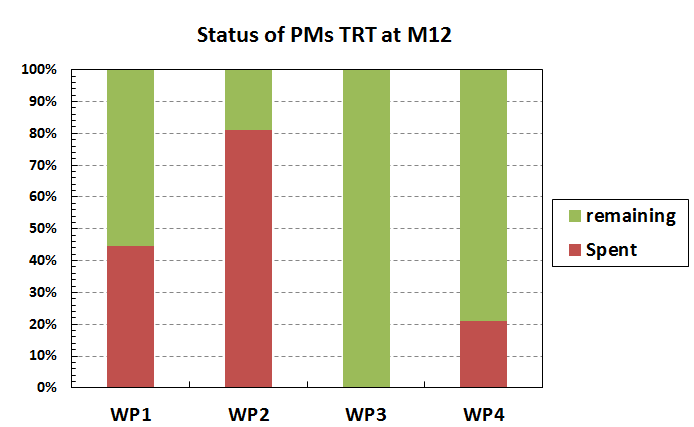 Status of PMs TRT at M12
100%
90%
80%
70%
60%
50%
40%
30%
20%
10%
0%
WP1 WP2 WP3 WP4
remaining
Spent